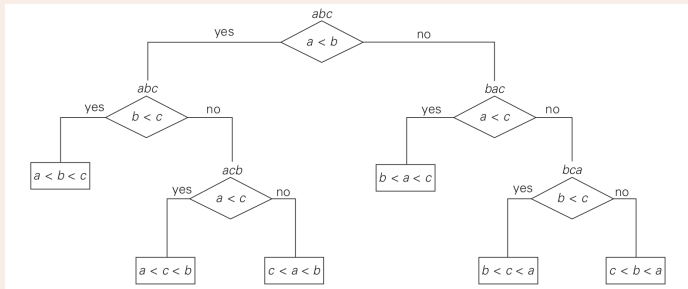 abc
yes
a < b
no
abc
bac
yes
b < c
no
yes
a < c
no
a < b < c
acb
b < a < c
bca
yes
a < c
no
yes
b < c
no
a < c < b
c < a < b
b < c < a
c < b < a